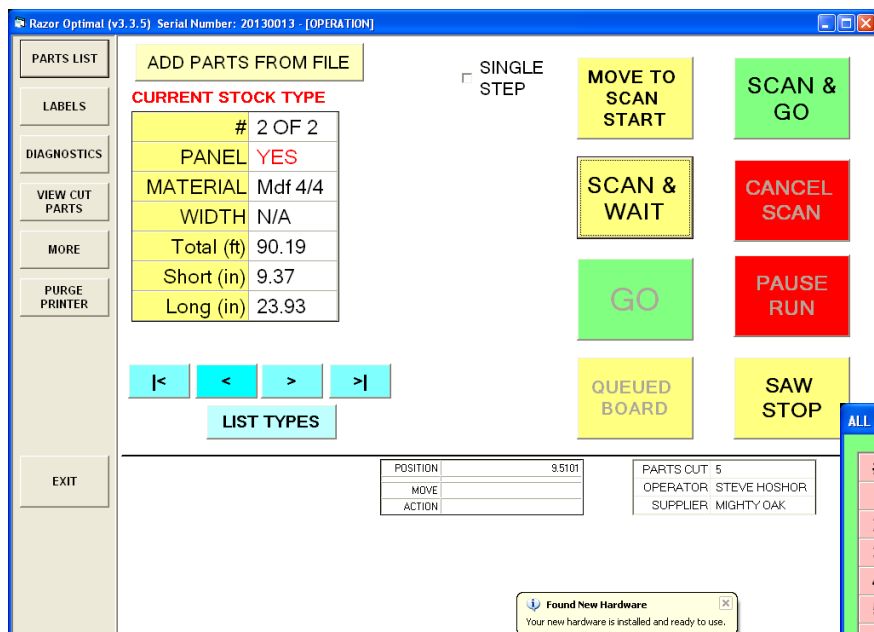 Razor Optimal (v3.3.5) Serial Number: 20130013 - [OPERATION]
PARTS LIST
LABELS
DIAGNOSTICS
VIEW CUT
PARTS
MORE
PURGE
PRINTER
EXIT
ADD PARTS FROM FILE
CURRENT STOCK TYPE
# 2 OF 2
PANEL YES
MATERIAL Mdf 4/4
WIDTH N/A
Total (ft) 90.19
Short (in) 9.37
Long (in) 23.93
|< < > >|
LIST TYPES
SINGLE
STEP
MOVE TO
SCAN
START
SCAN &
GO
SCAN &
WAIT
CANCEL
SCAN
GO
PAUSE
RUN
QUEUED
BOARD
SAW
STOP
POSITION 9.5101
MOVE
ACTION
PARTS CUT 5
OPERATOR STEVE HOSHOR
SUPPLIER MIGHTY OAK
ALL
Found New Hardware
Your new hardware is installed and ready to use.